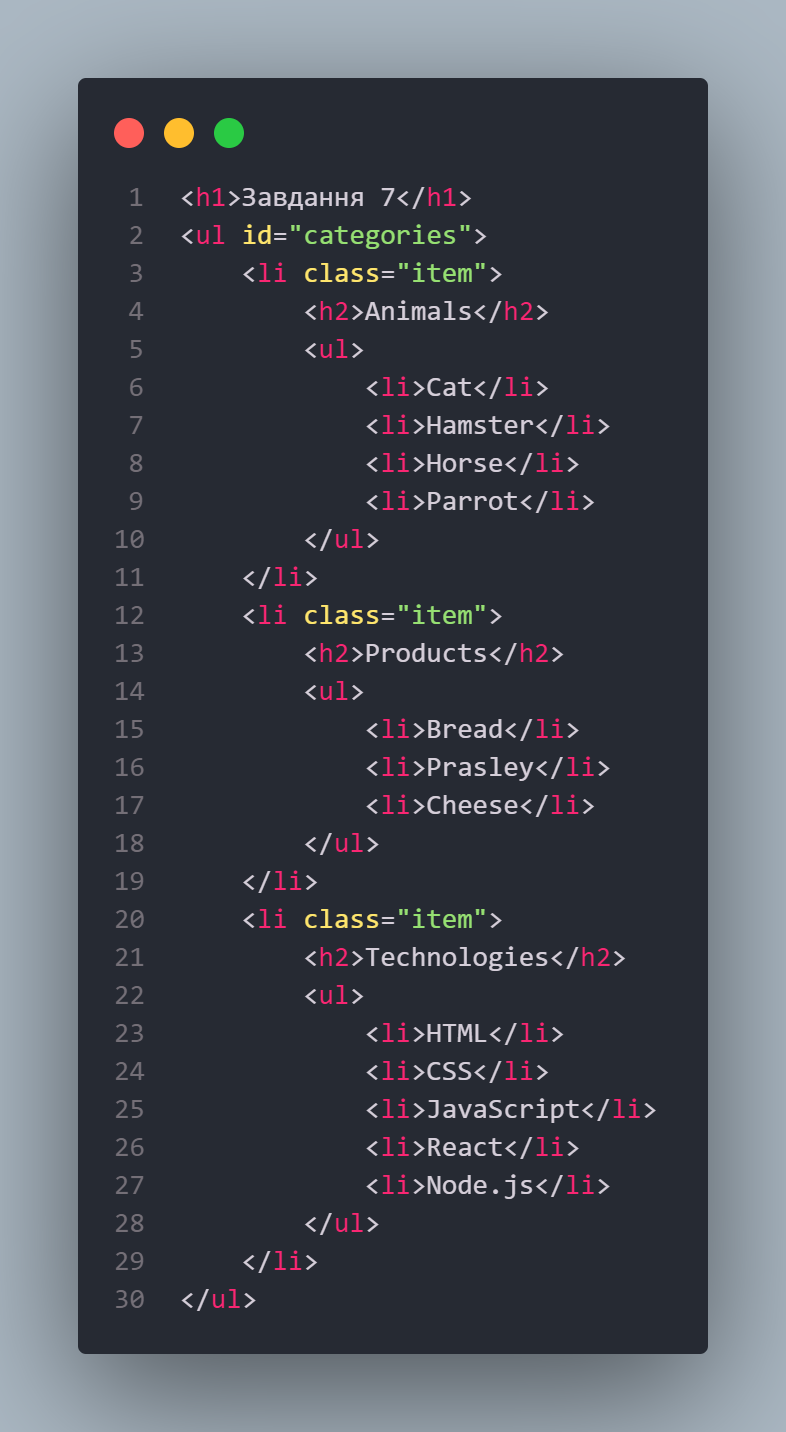 1 <h1>Завдання 7</h1>
2 <ul id="categories">
3     <li class="item">
4         <h2>Animals</h2>
5         <ul>
6             <li>Cat</li>
7             <li>Hamster</li>
8             <li>Horse</li>
9             <li>Parrot</li>
10         </ul>
11     </li>
12     <li class="item">
13         <h2>Products</h2>
14         <ul>
15             <li>Bread</li>
16             <li>Prasley</li>
17             <li>Cheese</li>
18         </ul>
19     </li>
20     <li class="item">
21         <h2>Technologies</h2>
22         <ul>
23             <li>HTML</li>
24             <li>CSS</li>
25             <li>JavaScript</li>
26             <li>React</li>
27             <li>Node.js</li>
28         </ul>
29     </li>
30 </ul>